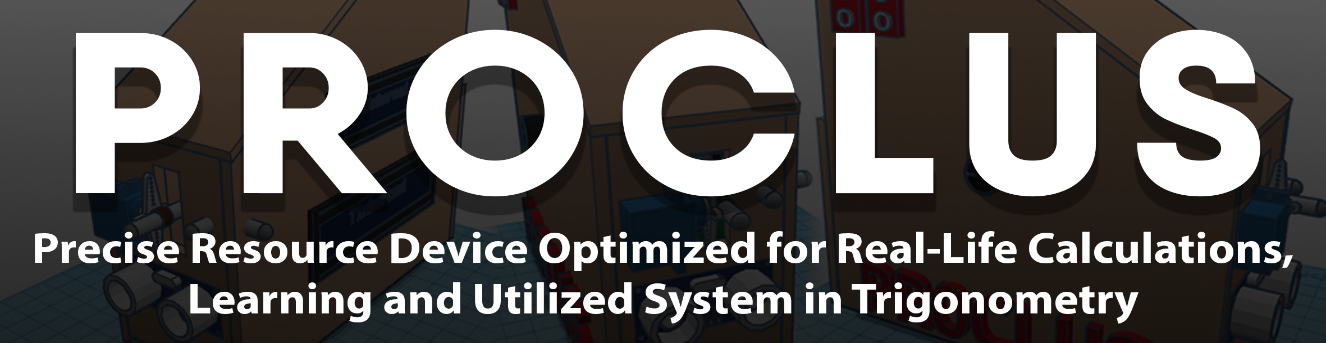 PROCLUS
Precise Resource Device Optimized for Real-Life Calculations,
Learning and Utilized System in Trigonometry